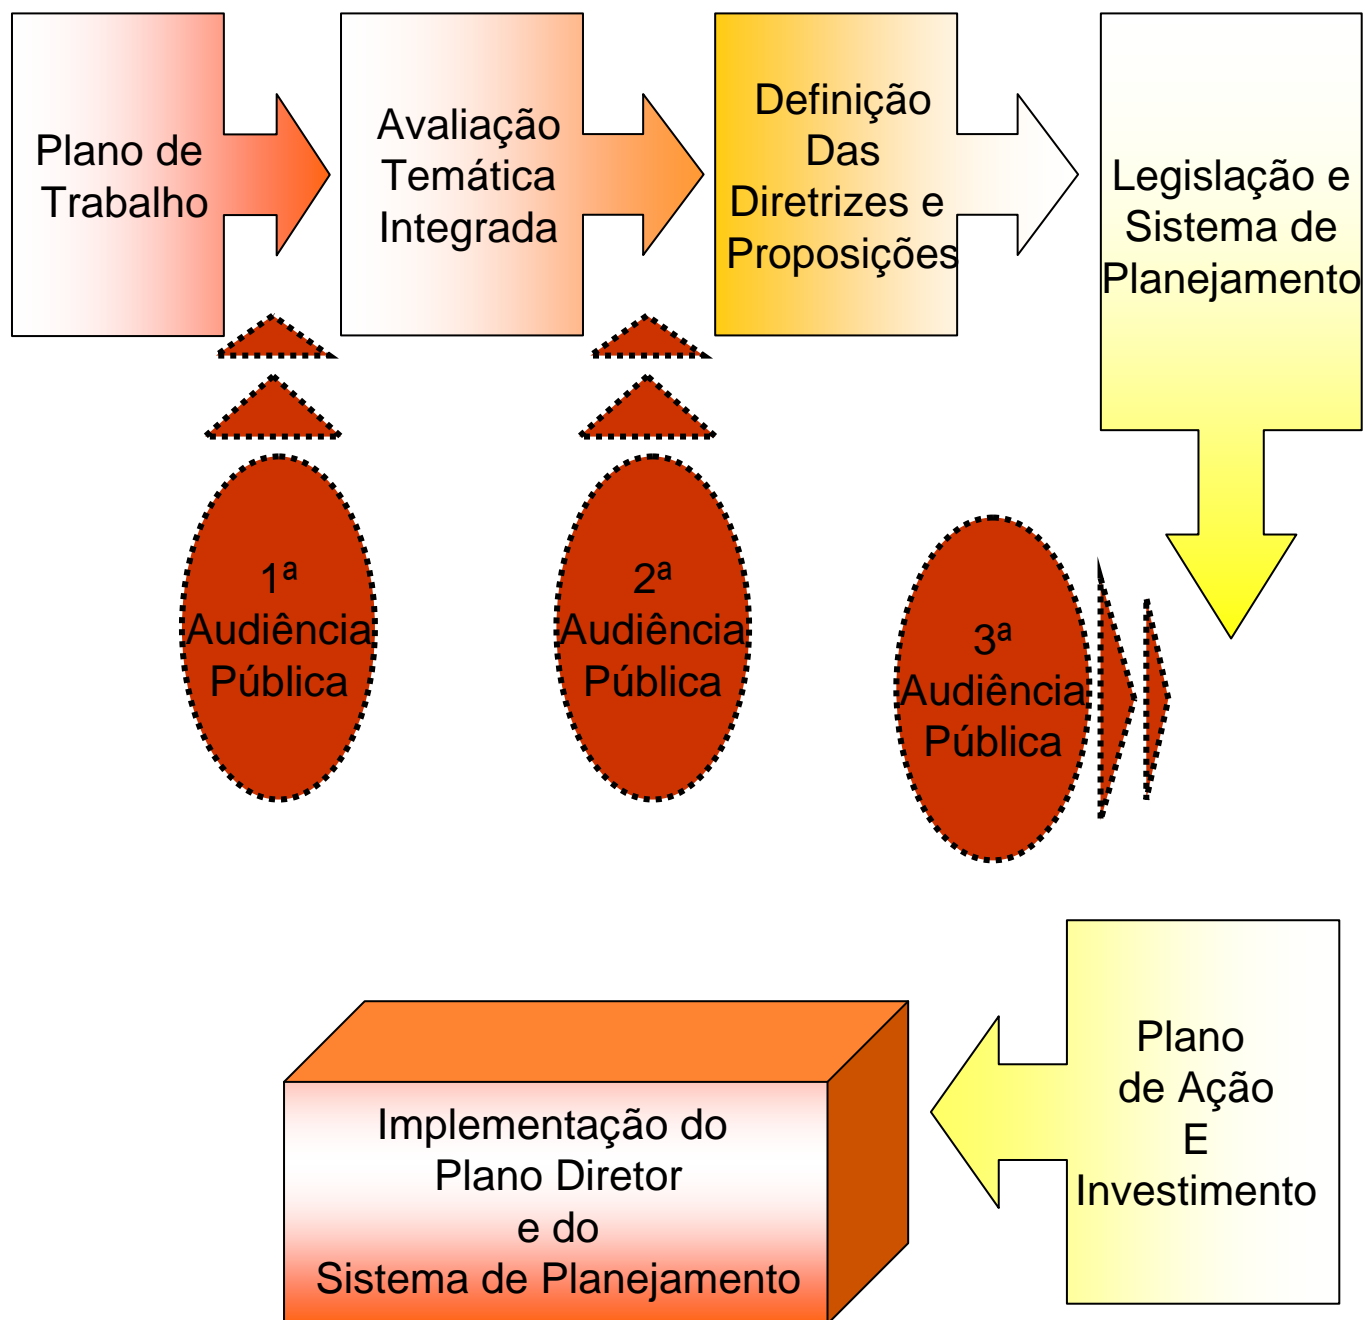 Plano de
Trabalho
Avaliação
Temática
Integrada
Definição
Das
Diretrizes e
Proposições
Legislação e
Sistema de
Planejamento
1ª
Audiência
Pública
2ª
Audiência
Pública
3ª
Audiência
Pública
Plano
de Ação
E
Investimento
Implementação do
Plano Diretor
e do
Sistema de Planejamento